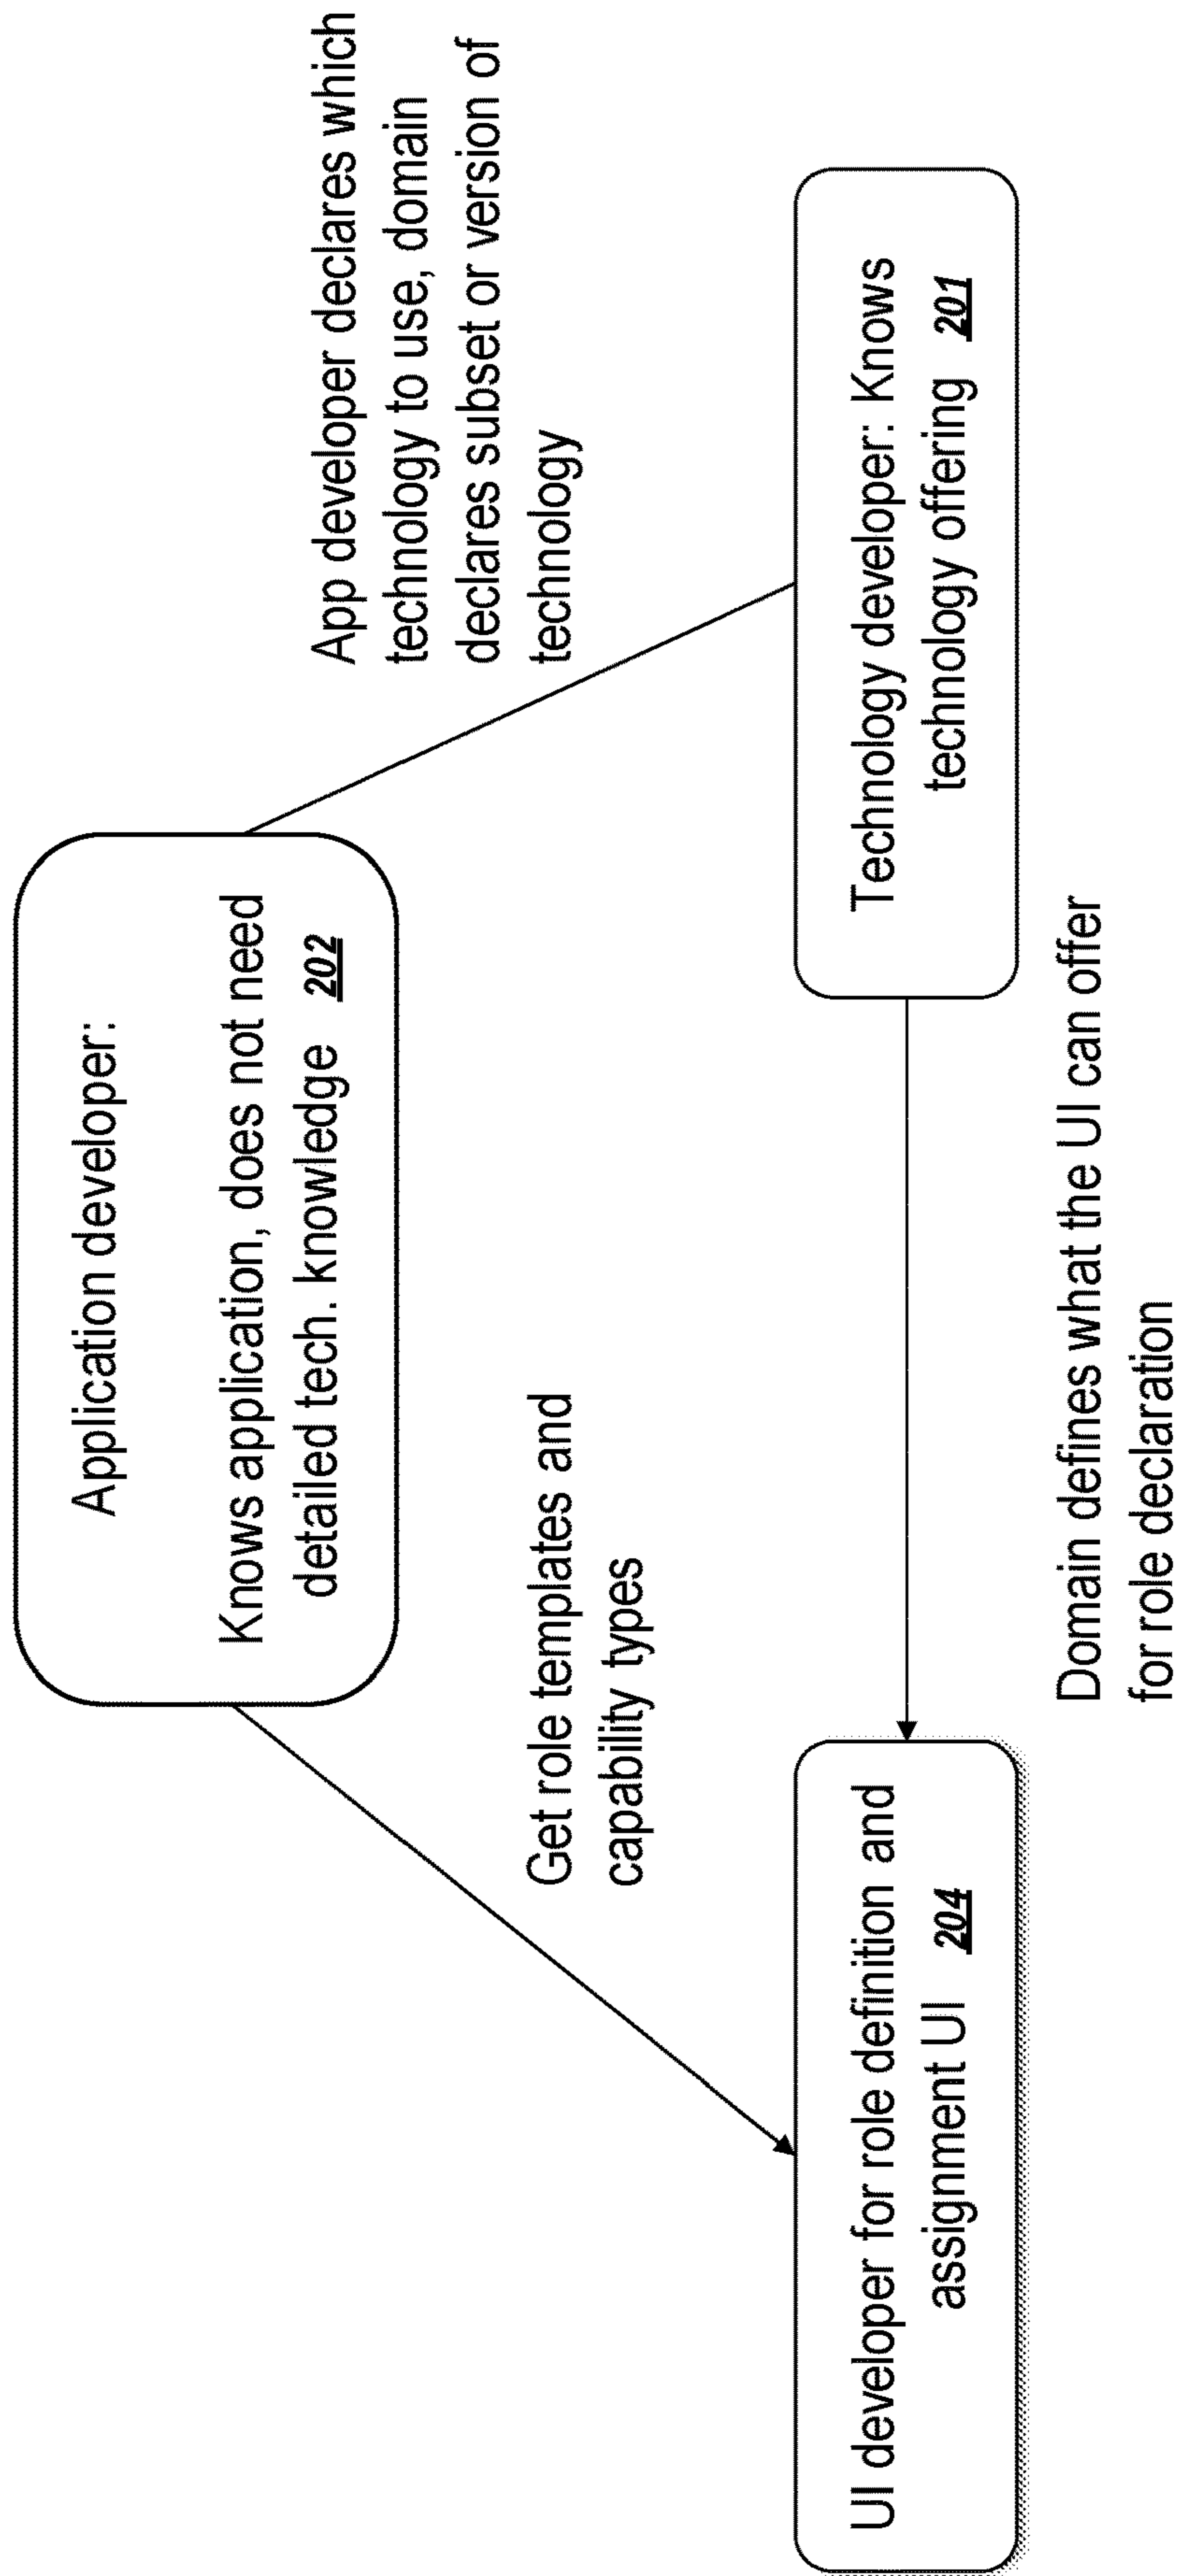 Application developer:
Knows application, does not need
detailed tech. knowledge 202
App developer declares which
technology to use, domain
declares subset or version of
technology
Get role templates and
capability types
UI developer for role definition and
assignment UI 204
Technology developer: Knows
technology offering 201
Domain defines what the UI can offer
for role declaration